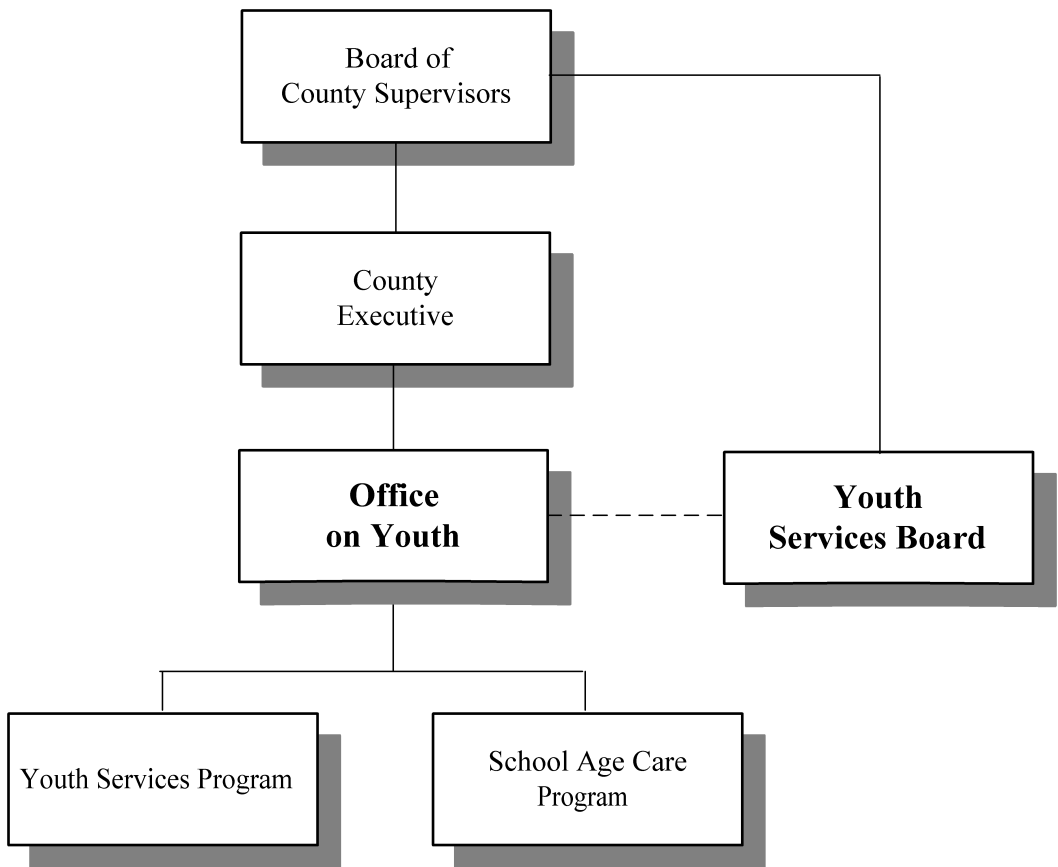 Board of
County Supervisors
County
Executive
Office
on Youth
Youth
Services Board
Youth Services Program
School Age Care
Program